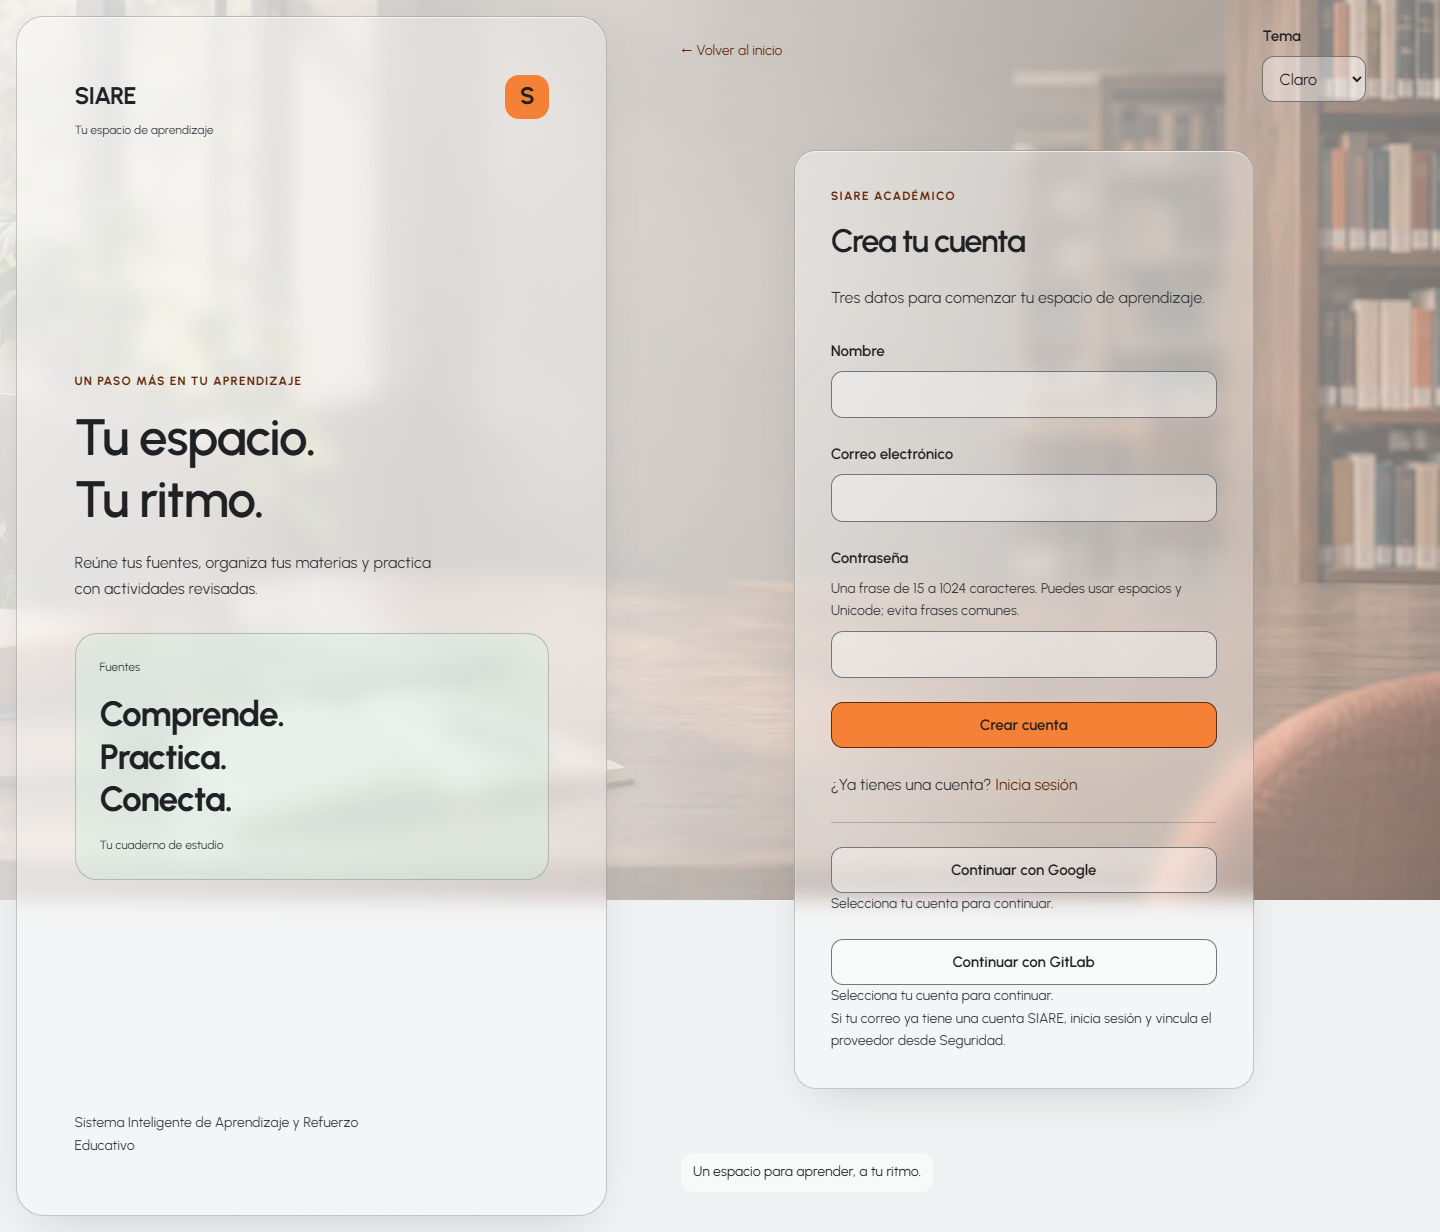 SIARE
S
Tu espacio de aprendizaje
UN PASO MÁS EN TU APRENDIZAJE
Tu espacio.
Tu ritmo.
Reúne tus fuentes, organiza tus materias y practica
con actividades revisadas.
Fuentes
Comprende.
Practica.
Conecta.
Tu cuaderno de estudio
Sistema Inteligente de Aprendizaje y Refuerzo
Educativo
← Volver al inicio
Tema
Claro
SIARE ACADÉMICO
Crea tu cuenta
Tres datos para comenzar tu espacio de aprendizaje.
Nombre
Correo electrónico
Contraseña
Una frase de 15 a 1024 caracteres. Puedes usar espacios y
Unicode; evita frases comunes.
Crear cuenta
¿Ya tienes una cuenta? Inicia sesión
Continuar con Google
Selecciona tu cuenta para continuar.
Continuar con GitLab
Selecciona tu cuenta para continuar.
Si tu correo ya tiene una cuenta SIARE, inicia sesión y vincula el
proveedor desde Seguridad.
Un espacio para aprender, a tu ritmo.